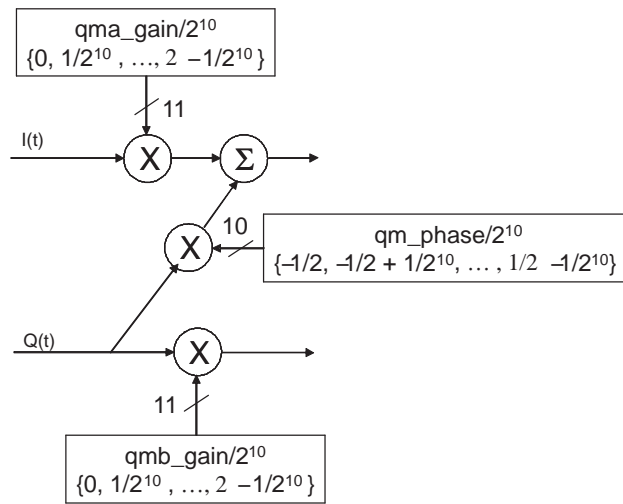 qma_gain/2¹⁰
{0, 1/2¹⁰ , ..., 2 –1/2¹⁰ }
11
I(t)
X
Σ
10
X
qm_phase/2¹⁰
{–1/2, –1/2 + 1/2¹⁰, ... , 1/2 –1/2¹⁰}
Q(t)
X
11
qmb_gain/2¹⁰
{0, 1/2¹⁰ , ..., 2 –1/2¹⁰ }